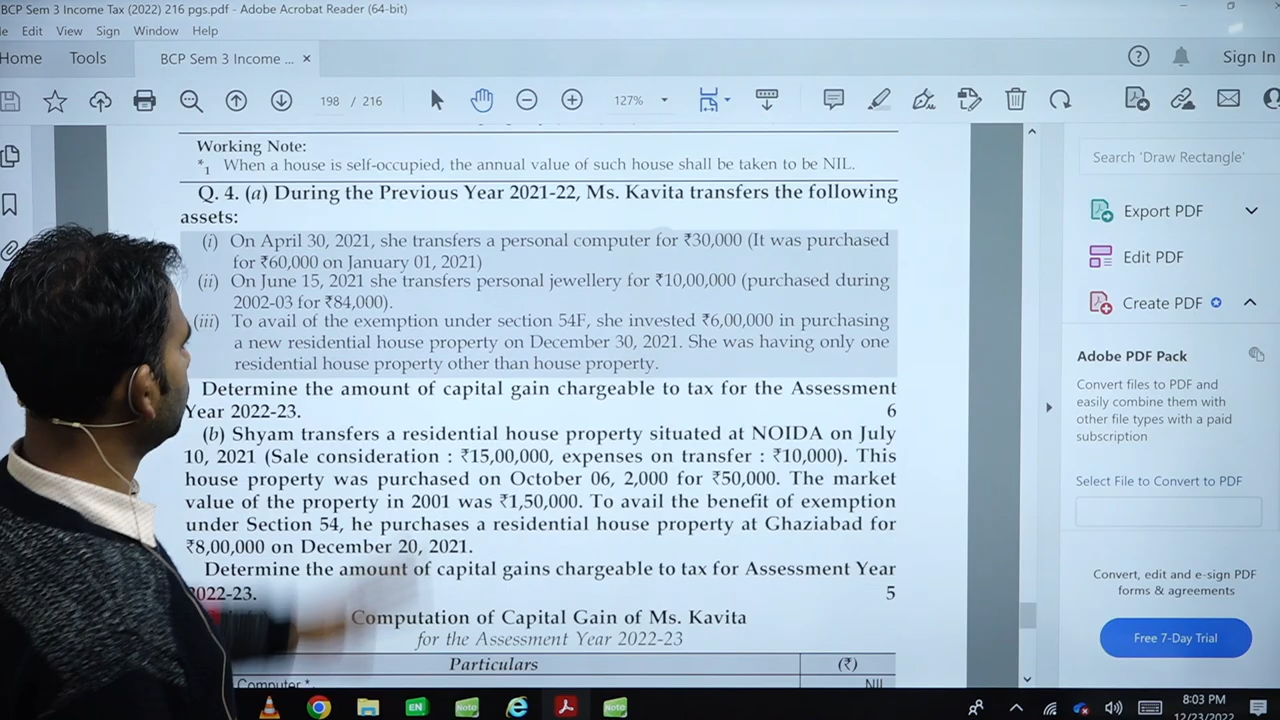 BCP Sem 3 Income Tax (2022) 216 pgs.pdf - Adobe Acrobat Reader (64-bit)
Edit View Sign Window Help
Home Tools BCP Sem 3 Income ... ×
Sign In
198 / 216
127%
Working Note:
*1 When a house is self-occupied, the annual value of such house shall be taken to be NIL.
Q. 4. (a) During the Previous Year 2021-22, Ms. Kavita transfers the following
assets:
(i) On April 30, 2021, she transfers a personal computer for ₹30,000 (It was purchased
for ₹60,000 on January 01, 2021)
(ii) On June 15, 2021 she transfers personal jewellery for ₹10,00,000 (purchased during
2002-03 for ₹84,000).
(iii) To avail of the exemption under section 54F, she invested ₹6,00,000 in purchasing
a new residential house property on December 30, 2021. She was having only one
residential house property other than house property.
Determine the amount of capital gain chargeable to tax for the Assessment
Year 2022-23. 6
(b) Shyam transfers a residential house property situated at NOIDA on July
10, 2021 (Sale consideration : ₹15,00,000, expenses on transfer : ₹10,000). This
house property was purchased on October 06, 2,000 for ₹50,000. The market
value of the property in 2001 was ₹1,50,000. To avail the benefit of exemption
under Section 54, he purchases a residential house property at Ghaziabad for
₹8,00,000 on December 20, 2021.
Determine the amount of capital gains chargeable to tax for Assessment Year
2022-23. 5
Computation of Capital Gain of Ms. Kavita
for the Assessment Year 2022-23
Particulars (₹)
Computer * NIL
Search 'Draw Rectangle'
Export PDF
Edit PDF
Create PDF
Adobe PDF Pack
Convert files to PDF and
easily combine them with
other file types with a paid
subscription
Select File to Convert to PDF
Convert, edit and e-sign PDF
forms & agreements
Free 7-Day Trial
EN
Note
Note
8:03 PM
12/23/2022